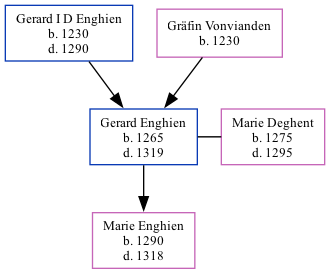 Gerard I D Enghien
b. 1230
d. 1290
Gräfin Vonvianden
b. 1230
Gerard Enghien
b. 1265
d. 1319
Marie Deghent
b. 1275
d. 1295
Marie Enghien
b. 1290
d. 1318